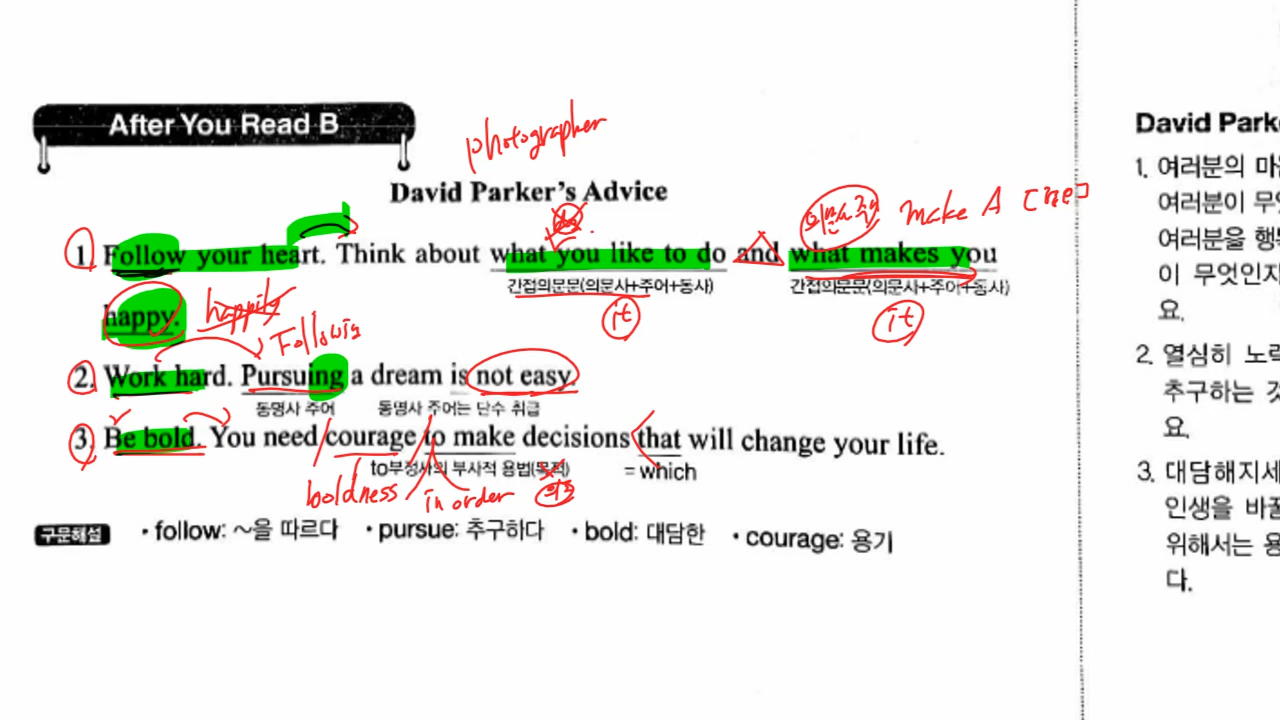 After You Read B
photographer
David Parker's Advice
make A
1. Follow your heart. Think about what you like to do and what makes you
간접의문문(의문사+주어+동사) 간접의문문(의문사+주어+동사)
happy. happily it it
Followi
2. Work hard. Pursuing a dream is not easy.
동명사 주어 동명사 주어는 단수 취급
3. Be bold. You need courage to make decisions that will change your life.
to부정사의 부사적 용법(목적) = which
boldness in order
구문해설 • follow: ~을 따르다 • pursue: 추구하다 • bold: 대담한 • courage: 용기
David Park
1. 여러분의 마
여러분이 무
여러분을 행
이 무엇인지
요.
2. 열심히 노력
추구하는 것
요.
3. 대담해지세
인생을 바꿀
위해서는 용
다.